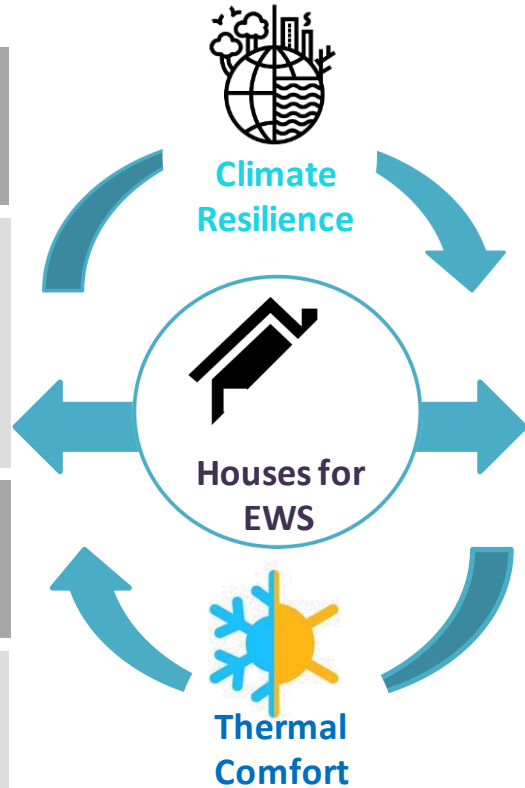 Climate
Resilience
Houses for
EWS
Thermal
Comfort